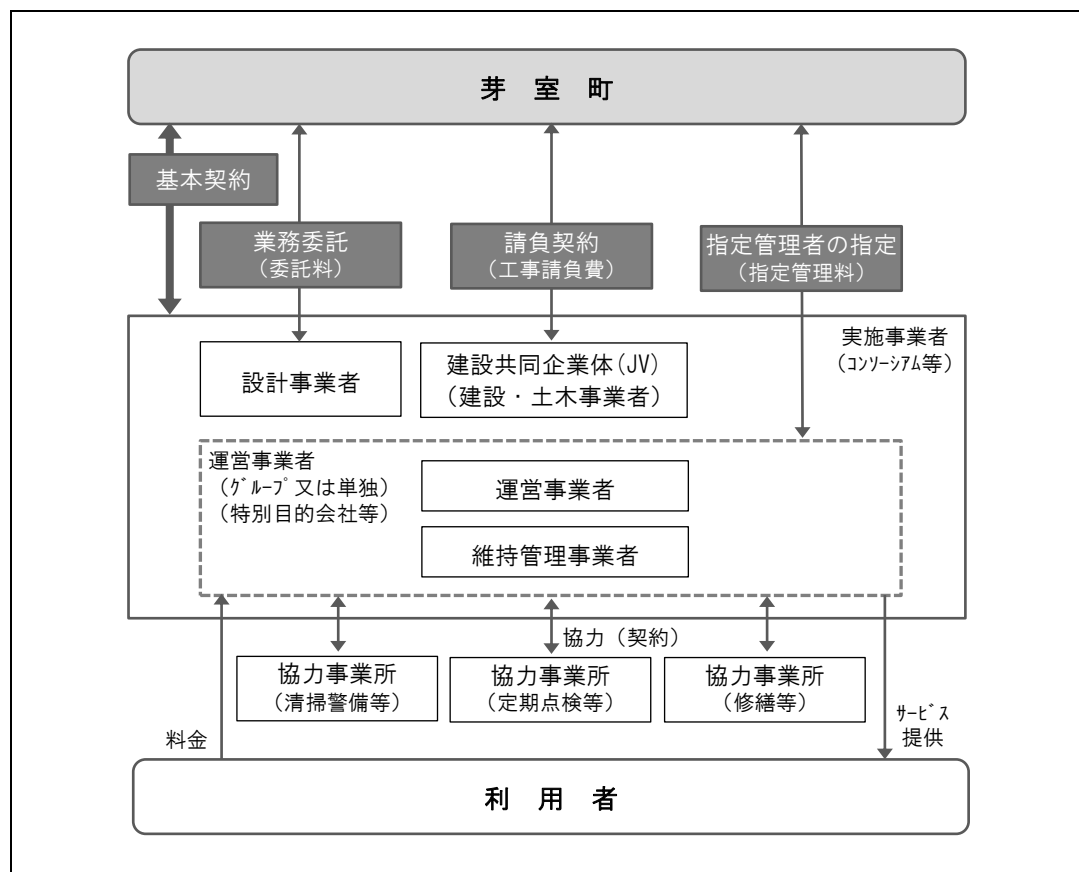 芽 室 町
基本契約
業務委託
（委託料）
請負契約
（工事請負費）
指定管理者の指定
（指定管理料）
実施事業者
（ｺﾝｿｰｼｱﾑ等）
設計事業者
建設共同企業体(JV)
（建設・土木事業者）
運営事業者
（ｸﾞﾙｰﾌﾟ又は単独）
（特別目的会社等）
運営事業者
維持管理事業者
協力（契約）
協力事業所
（清掃警備等）
協力事業所
（定期点検等）
協力事業所
（修繕等）
料金
ｻｰﾋﾞｽ
提供
利 用 者